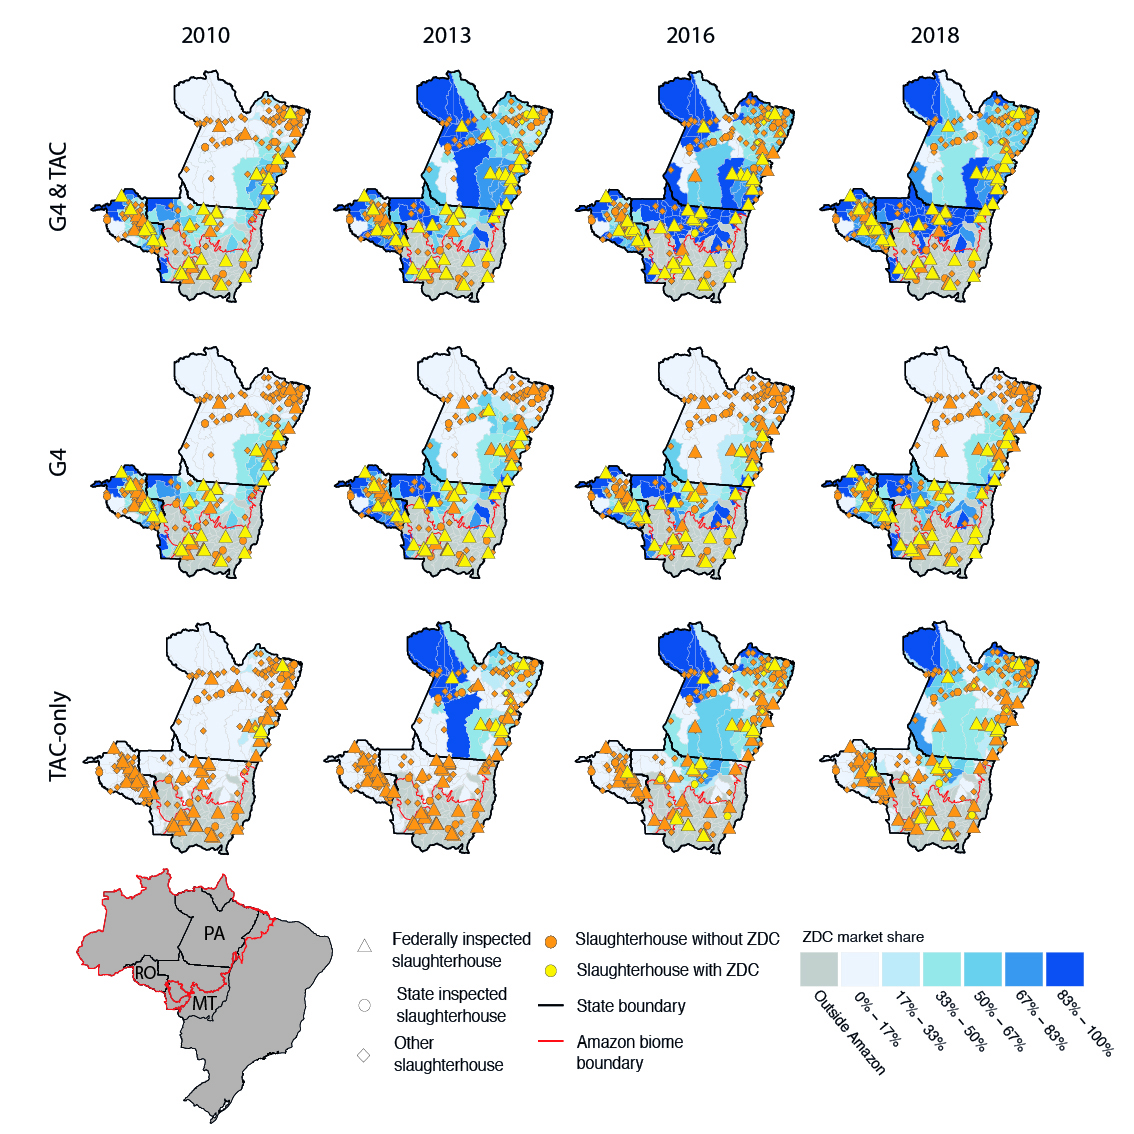 2010
2013
2016
2018
G4 & TAC
G4
TAC-only
PA
RO
MT
Federally inspected
slaughterhouse
State inspected
slaughterhouse
Other
slaughterhouse
Slaughterhouse without ZDC
Slaughterhouse with ZDC
State boundary
Amazon biome
boundary
ZDC market share
Outside Amazon
0% – 17%
17% – 33%
33% – 50%
50% – 67%
67% – 83%
83% – 100%